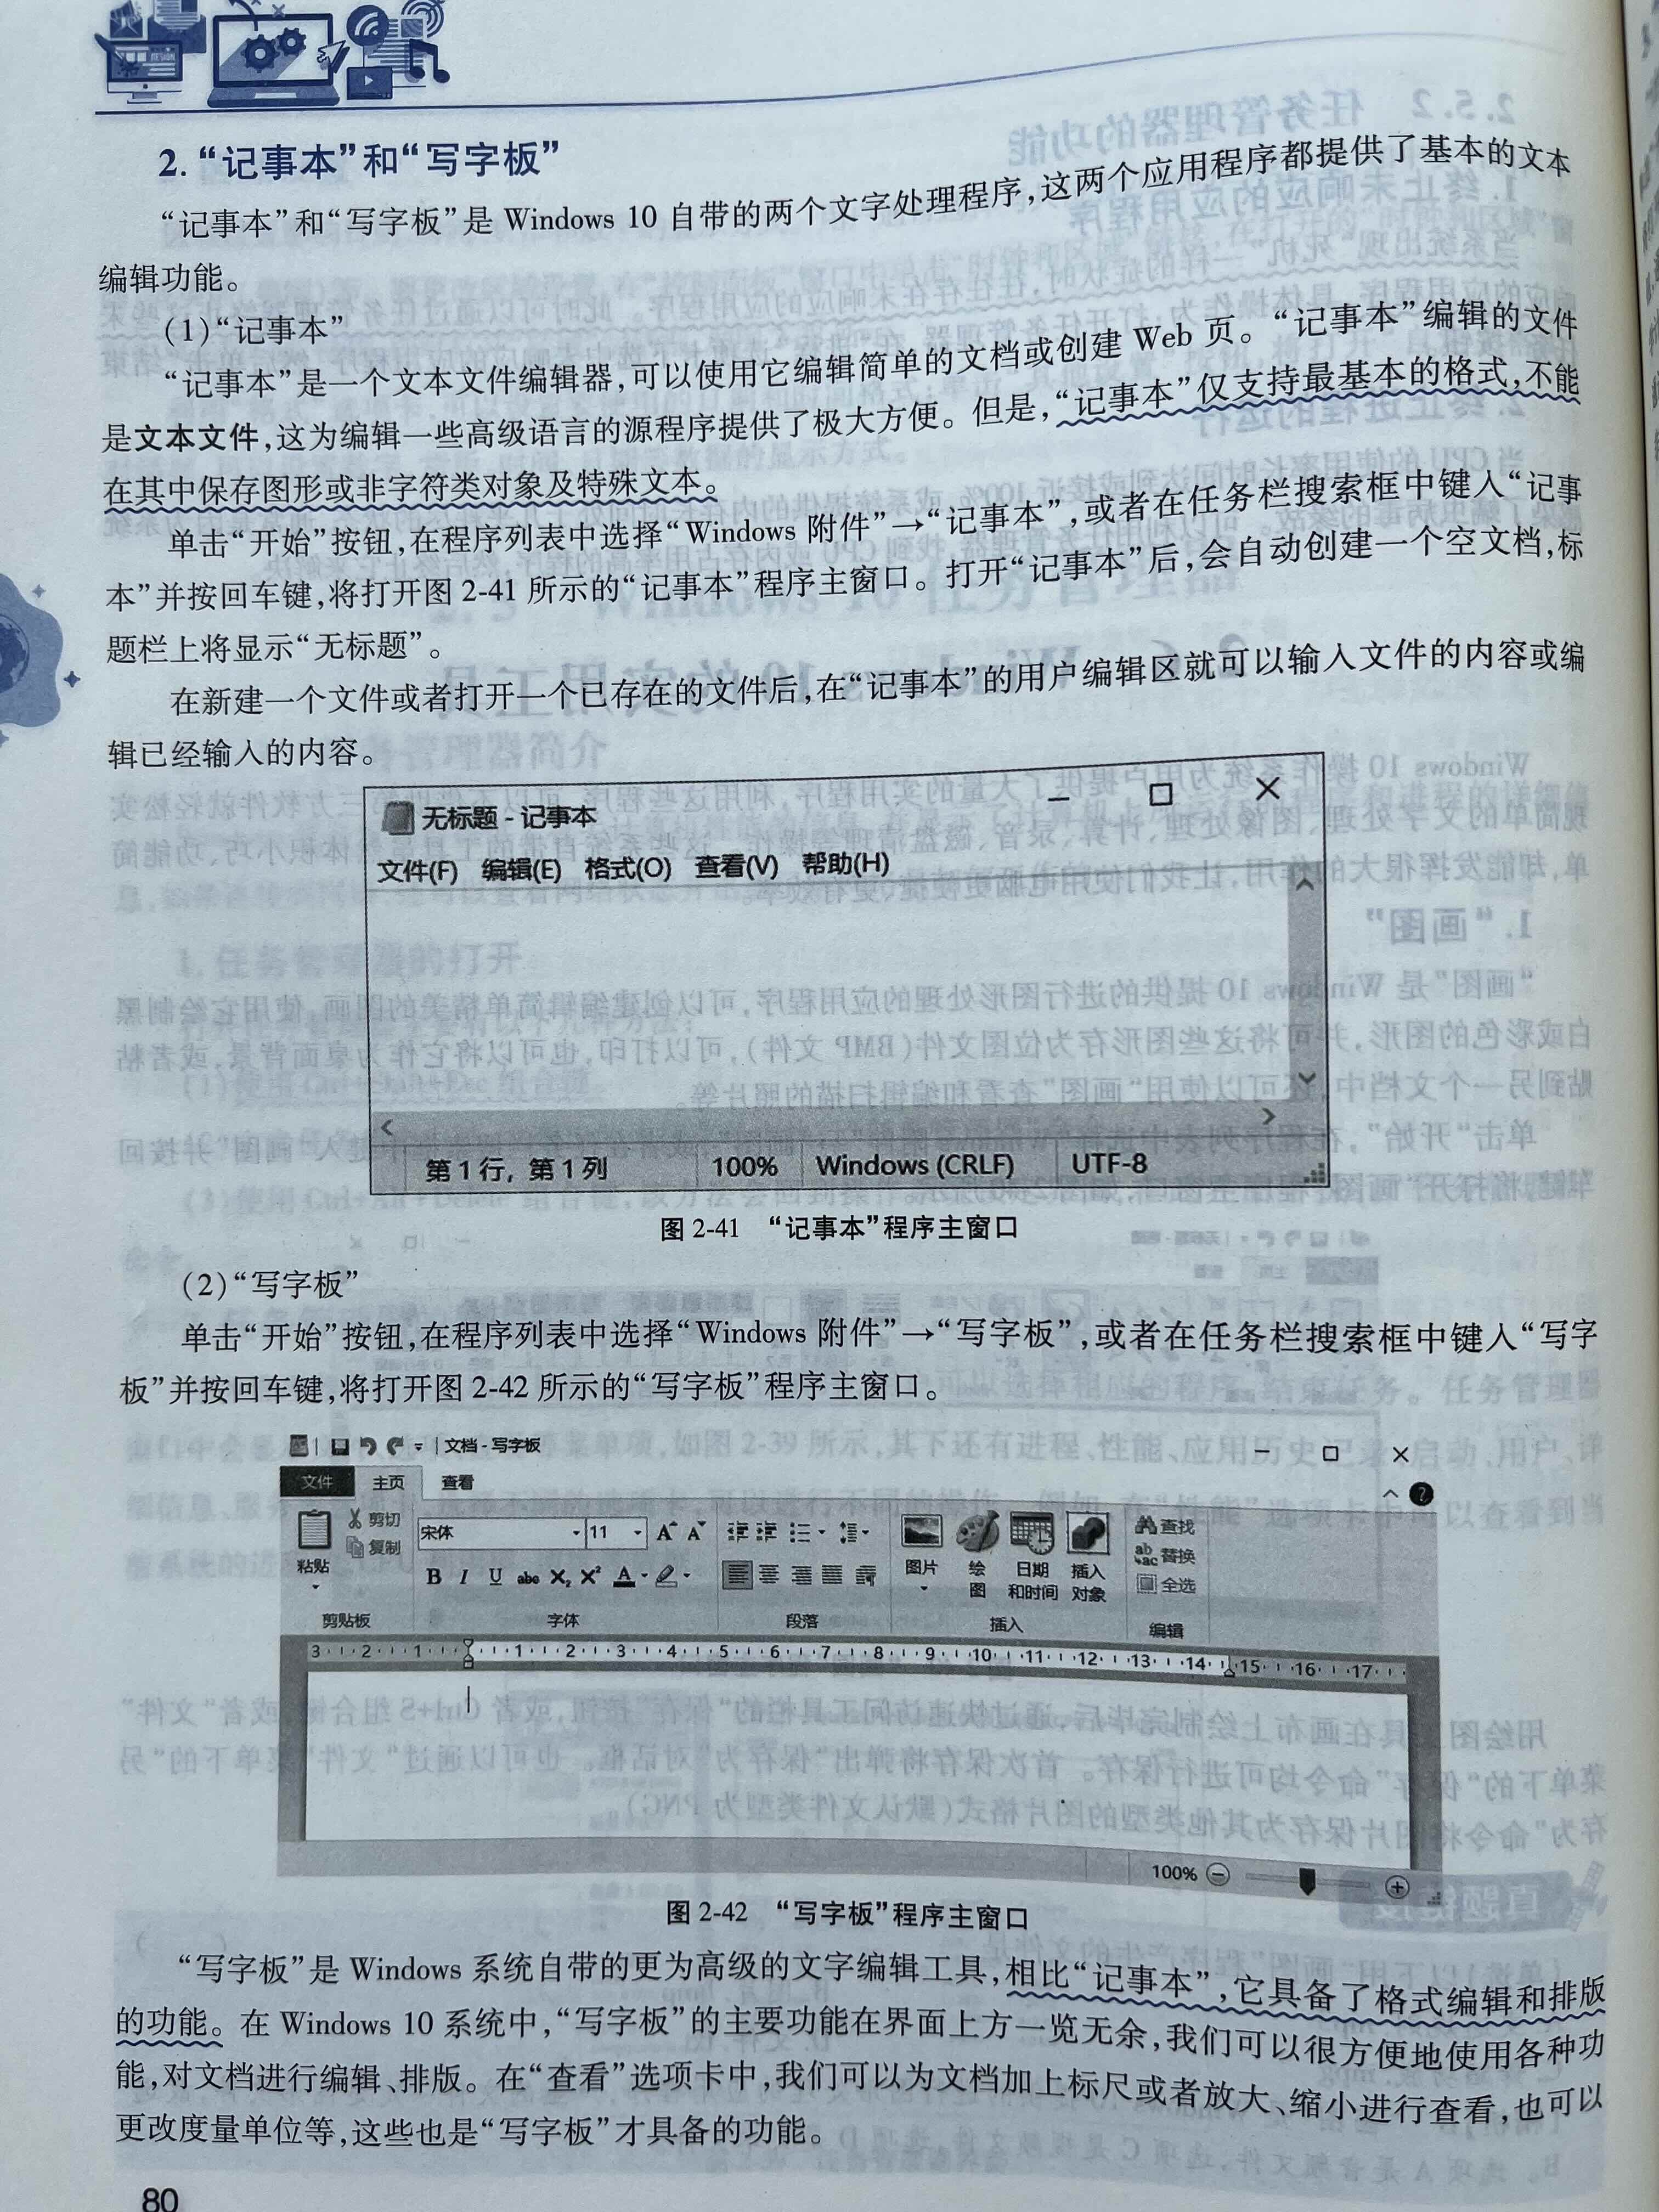 2. “记事本”和“写字板”
“记事本”和“写字板”是 Windows 10 自带的两个文字处理程序,这两个应用程序都提供了基本的文本
编辑功能。
(1)“记事本”
“记事本”是一个文本文件编辑器,可以使用它编辑简单的文档或创建 Web 页。“记事本”编辑的文件
是文本文件,这为编辑一些高级语言的源程序提供了极大方便。但是,“记事本”仅支持最基本的格式,不能
在其中保存图形或非字符类对象及特殊文本。
单击“开始”按钮,在程序列表中选择“Windows 附件”→“记事本”,或者在任务栏搜索框中键入“记事
本”并按回车键,将打开图 2-41 所示的“记事本”程序主窗口。打开“记事本”后,会自动创建一个空文档,标
题栏上将显示“无标题”。
在新建一个文件或者打开一个已存在的文件后,在“记事本”的用户编辑区就可以输入文件的内容或编
辑已经输入的内容。
无标题 - 记事本
文件(F) 编辑(E) 格式(O) 查看(V) 帮助(H)
第 1 行, 第 1 列 100% Windows (CRLF) UTF-8
图 2-41 “记事本”程序主窗口
(2)“写字板”
单击“开始”按钮,在程序列表中选择“Windows 附件”→“写字板”,或者在任务栏搜索框中键入“写字
板”并按回车键,将打开图 2-42 所示的“写字板”程序主窗口。
文档 - 写字板
文件 主页 查看
粘贴 剪切 复制
宋体 11
B I U abc X₂ X² A
图片 绘图 日期和时间 插入对象
查找
替换
全选
剪贴板 字体 段落 插入 编辑
3 2 1 1 2 3 4 5 6 7 8 9 10 11 12 13 14 15 16 17
100%
图 2-42 “写字板”程序主窗口
“写字板”是 Windows 系统自带的更为高级的文字编辑工具,相比“记事本”,它具备了格式编辑和排版
的功能。在 Windows 10 系统中,“写字板”的主要功能在界面上方一览无余,我们可以很方便地使用各种功
能,对文档进行编辑、排版。在“查看”选项卡中,我们可以为文档加上标尺或者放大、缩小进行查看,也可以
更改度量单位等,这些也是“写字板”才具备的功能。
80